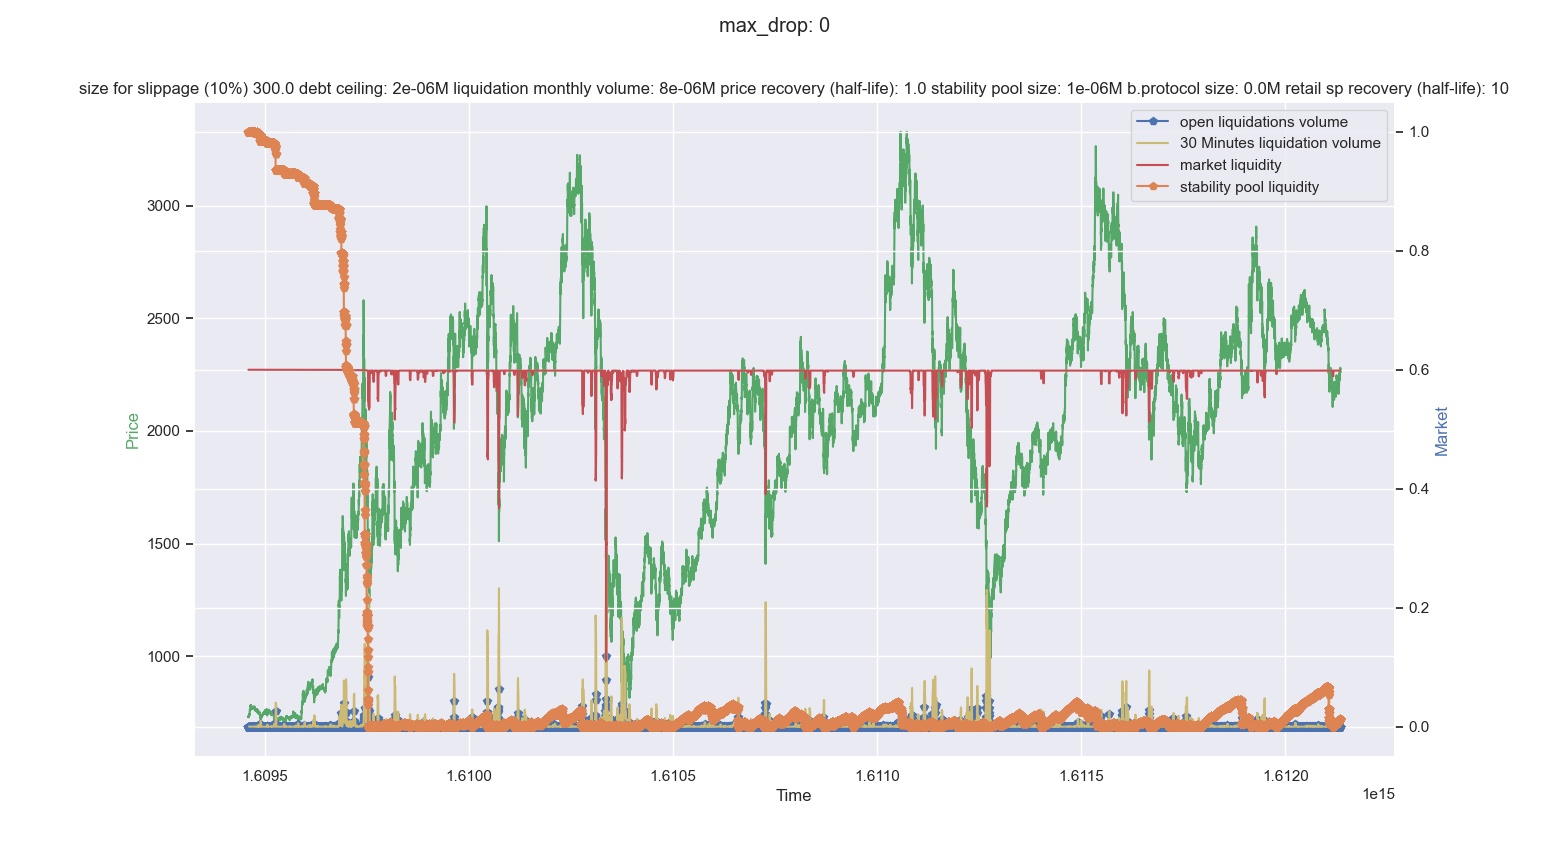 max_drop: 0
size for slippage (10%) 300.0 debt ceiling: 2e-06M liquidation monthly volume: 8e-06M price recovery (half-life): 1.0 stability pool size: 1e-06M b.protocol size: 0.0M retail sp recovery (half-life): 10
open liquidations volume
30 Minutes liquidation volume
market liquidity
stability pool liquidity
3000
2500
2000
1500
1000
Price
1.0
0.8
0.6
0.4
0.2
0.0
Market
1.6095
1.6100
1.6105
1.6110
1.6115
1.6120
1e15
Time